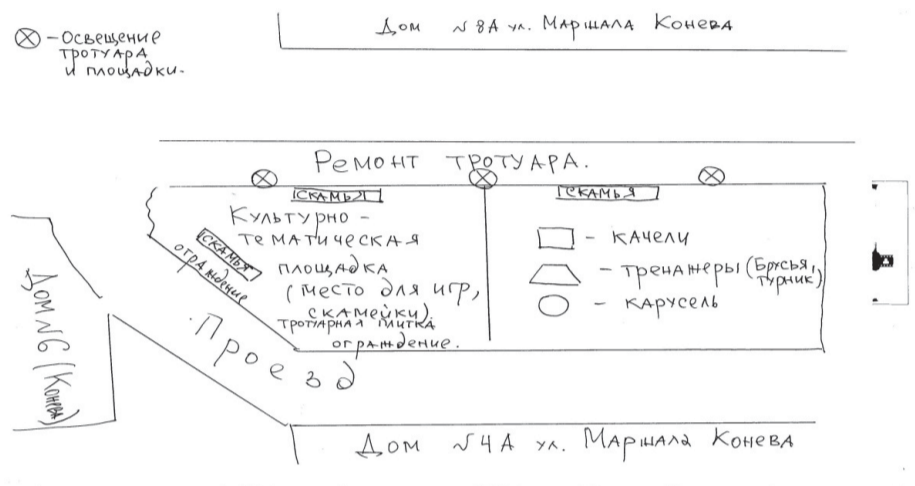 Дом №8А ул. Маршала Конева
– Освещение
тротуара
и площадки.
Ремонт тротуара.
скамья
скамья
Культурно –
тематическая
площадка
(место для игр,
скамейки)
тротуарная плитка
ограждение.
скамья
ограждение
– качели
– тренажеры (Брусья,
турник)
– карусель
Проезд
Дом №6 (Конева)
Дом №4А ул. Маршала Конева